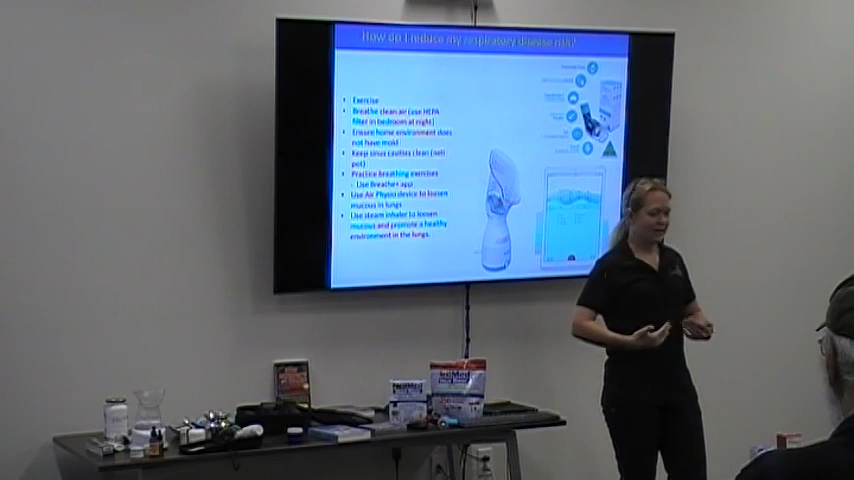 How do I reduce my respiratory disease risk?
• Exercise
• Breathe clean air (use HEPA
filter in bedroom at night)
• Ensure home environment does
not have mold
• Keep sinus cavities clean (neti
pot)
• Practice breathing exercises
- Use Breathe+ app
• Use Air Physio device to loosen
mucous in lungs
• Use steam inhaler to loosen
mucous and promote a healthy
environment in the lungs.
NeilMed
NeilMed